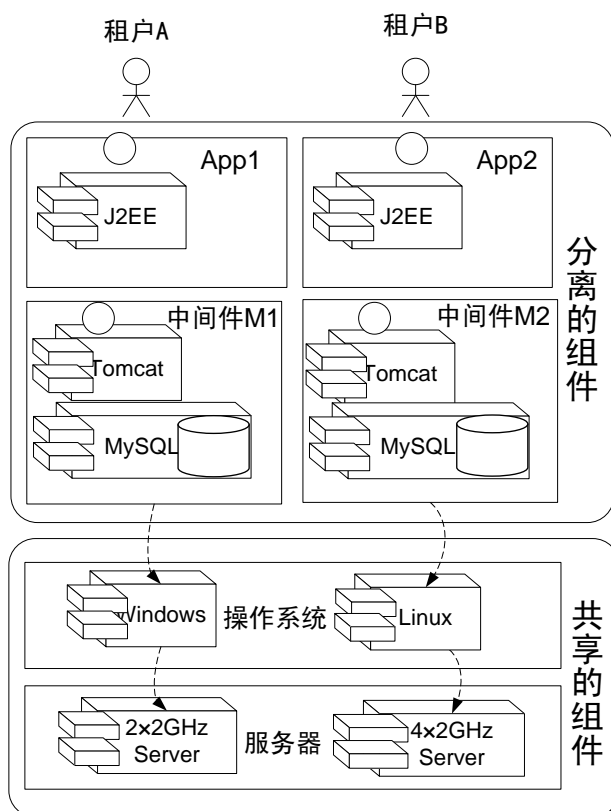 租户A
租户B
App1
App2
J2EE
J2EE
分离的组件
中间件M1
中间件M2
Tomcat
Tomcat
MySQL
MySQL
Windows
操作系统
Linux
共享的组件
2×2GHz
Server
服务器
4×2GHz
Server